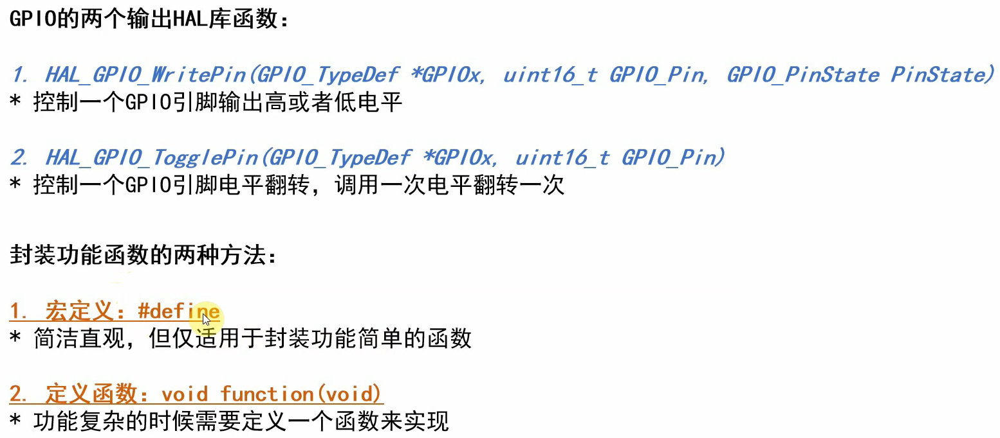 GPIO的两个输出HAL库函数：
1. HAL_GPIO_WritePin(GPIO_TypeDef *GPIOx, uint16_t GPIO_Pin, GPIO_PinState PinState)
* 控制一个GPIO引脚输出高或者低电平
2. HAL_GPIO_TogglePin(GPIO_TypeDef *GPIOx, uint16_t GPIO_Pin)
* 控制一个GPIO引脚电平翻转，调用一次电平翻转一次
封装功能函数的两种方法：
1. 宏定义：#define
* 简洁直观，但仅适用于封装功能简单的函数
2. 定义函数：void function(void)
* 功能复杂的时候需要定义一个函数来实现